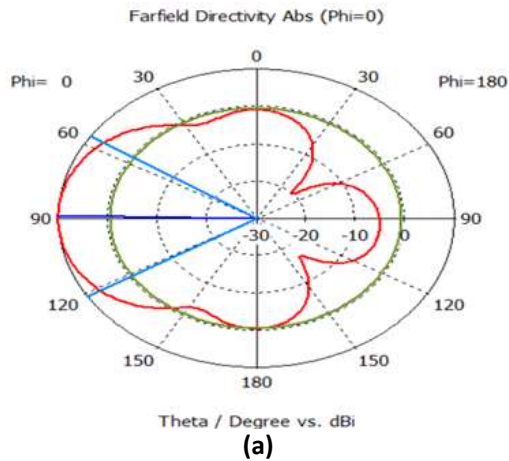 Farfield Directivity Abs (Phi=0)
0
Phi= 0 30 30 Phi=180
60 60
90 -30 -20 -10 0 90
120 120
150 150
180
Theta / Degree vs. dBi
(a)